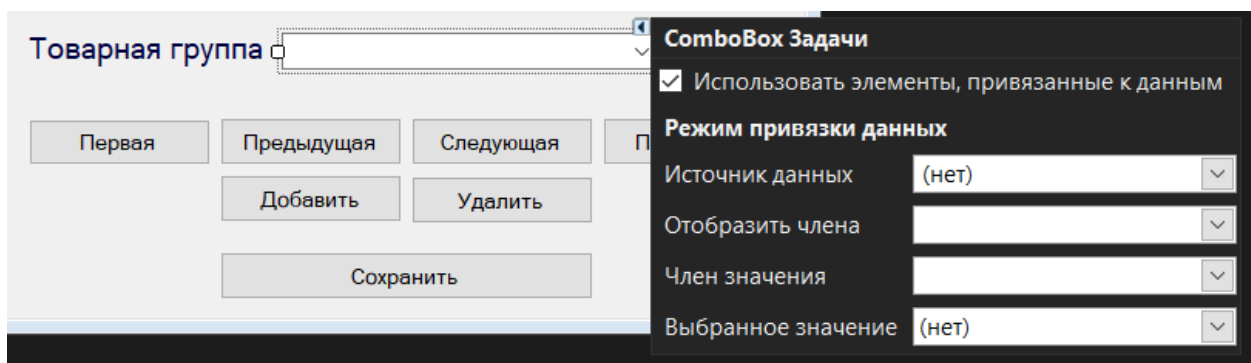 Товарная группа
Первая
Предыдущая
Следующая
П
Добавить
Удалить
Сохранить
ComboBox Задачи
Использовать элементы, привязанные к данным
Режим привязки данных
Источник данных (нет)
Отобразить члена
Член значения
Выбранное значение (нет)